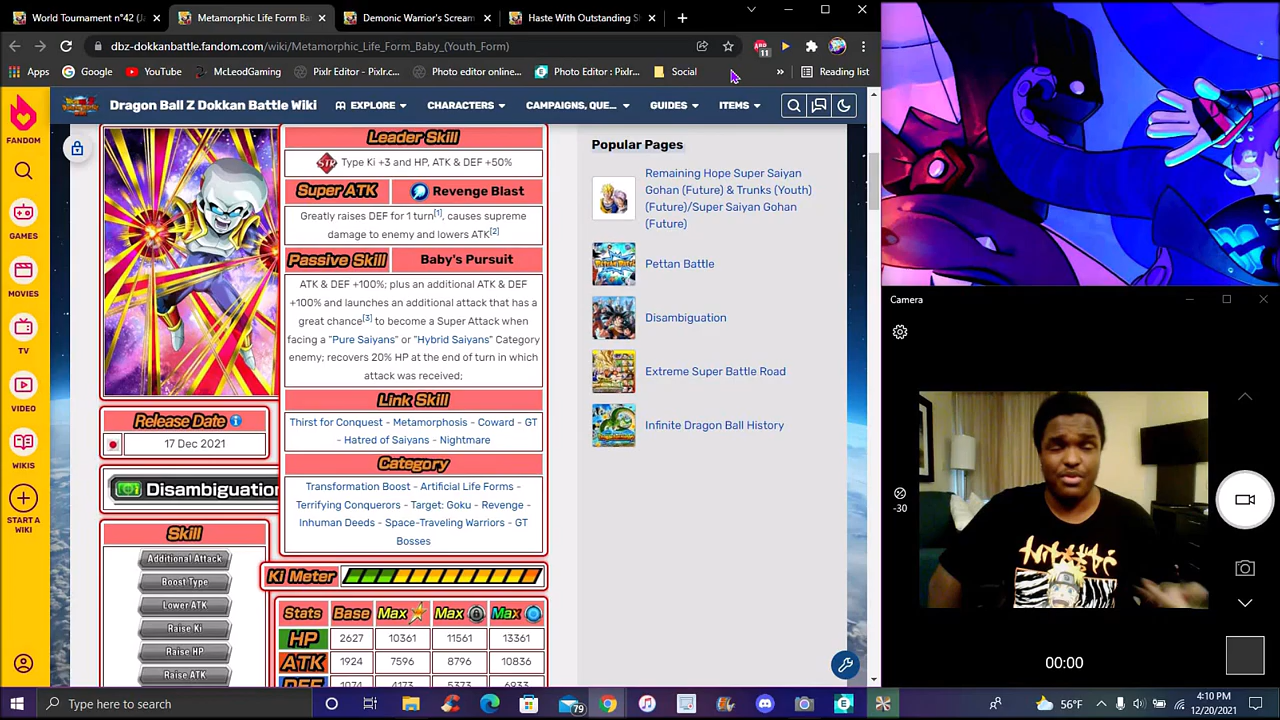 World Tournament n°42 (Ja
Metamorphic Life Form Ba
Demonic Warrior's Scream
Haste With Outstanding S
dbz-dokkanbattle.fandom.com/wiki/Metamorphic_Life_Form_Baby_(Youth_Form)
11
Apps
Google
YouTube
McLeodGaming
Pixlr Editor - Pixlr.c...
Photo editor online...
Photo Editor : Pixlr...
Social
»
Reading list
FANDOM
GAMES
MOVIES
TV
VIDEO
WIKIS
START A
WIKI
Dragon Ball Z Dokkan Battle Wiki
EXPLORE
CHARACTERS
CAMPAIGNS, QUE...
GUIDES
ITEMS
Leader Skill
STR Type Ki +3 and HP, ATK & DEF +50%
Super ATK
Revenge Blast
Greatly raises DEF for 1 turn[1], causes supreme
damage to enemy and lowers ATK[2]
Passive Skill
Baby's Pursuit
ATK & DEF +100%; plus an additional ATK & DEF
+100% and launches an additional attack that has a
great chance[3] to become a Super Attack when
facing a "Pure Saiyans" or "Hybrid Saiyans" Category
enemy; recovers 20% HP at the end of turn in which
attack was received;
Link Skill
Thirst for Conquest - Metamorphosis - Coward - GT
- Hatred of Saiyans - Nightmare
Category
Transformation Boost - Artificial Life Forms -
Terrifying Conquerors - Target: Goku - Revenge -
Inhuman Deeds - Space-Traveling Warriors - GT
Bosses
Ki Meter
Stats Base Max Max Max
HP 2627 10361 11561 13361
ATK 1924 7596 8796 10836
DEF 1074 4173 5373 6933
Release Date
17 Dec 2021
Disambiguation
Skill
Additional Attack
Boost Type
Lower ATK
Raise Ki
Raise HP
Raise ATK
Popular Pages
Remaining Hope Super Saiyan
Gohan (Future) & Trunks (Youth)
(Future)/Super Saiyan Gohan
(Future)
Pettan Battle
Disambiguation
Extreme Super Battle Road
Infinite Dragon Ball History
Camera
-30
00:00
Type here to search
79
56°F
4:10 PM
12/20/2021